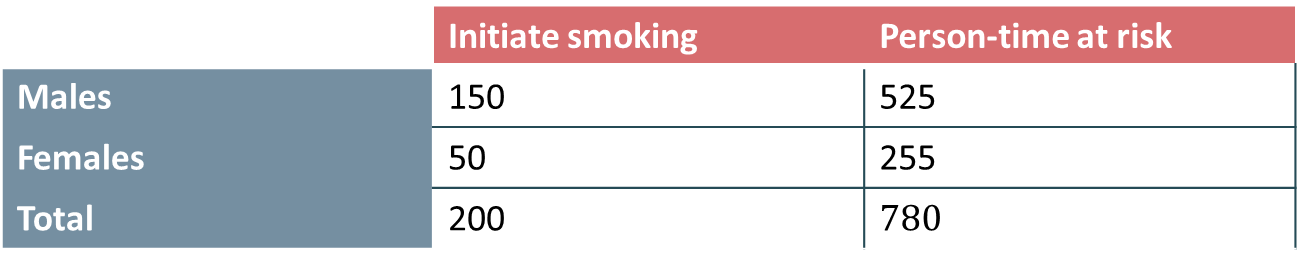 Initiate smoking Person-time at risk
Males 150 525
Females 50 255
Total 200 780